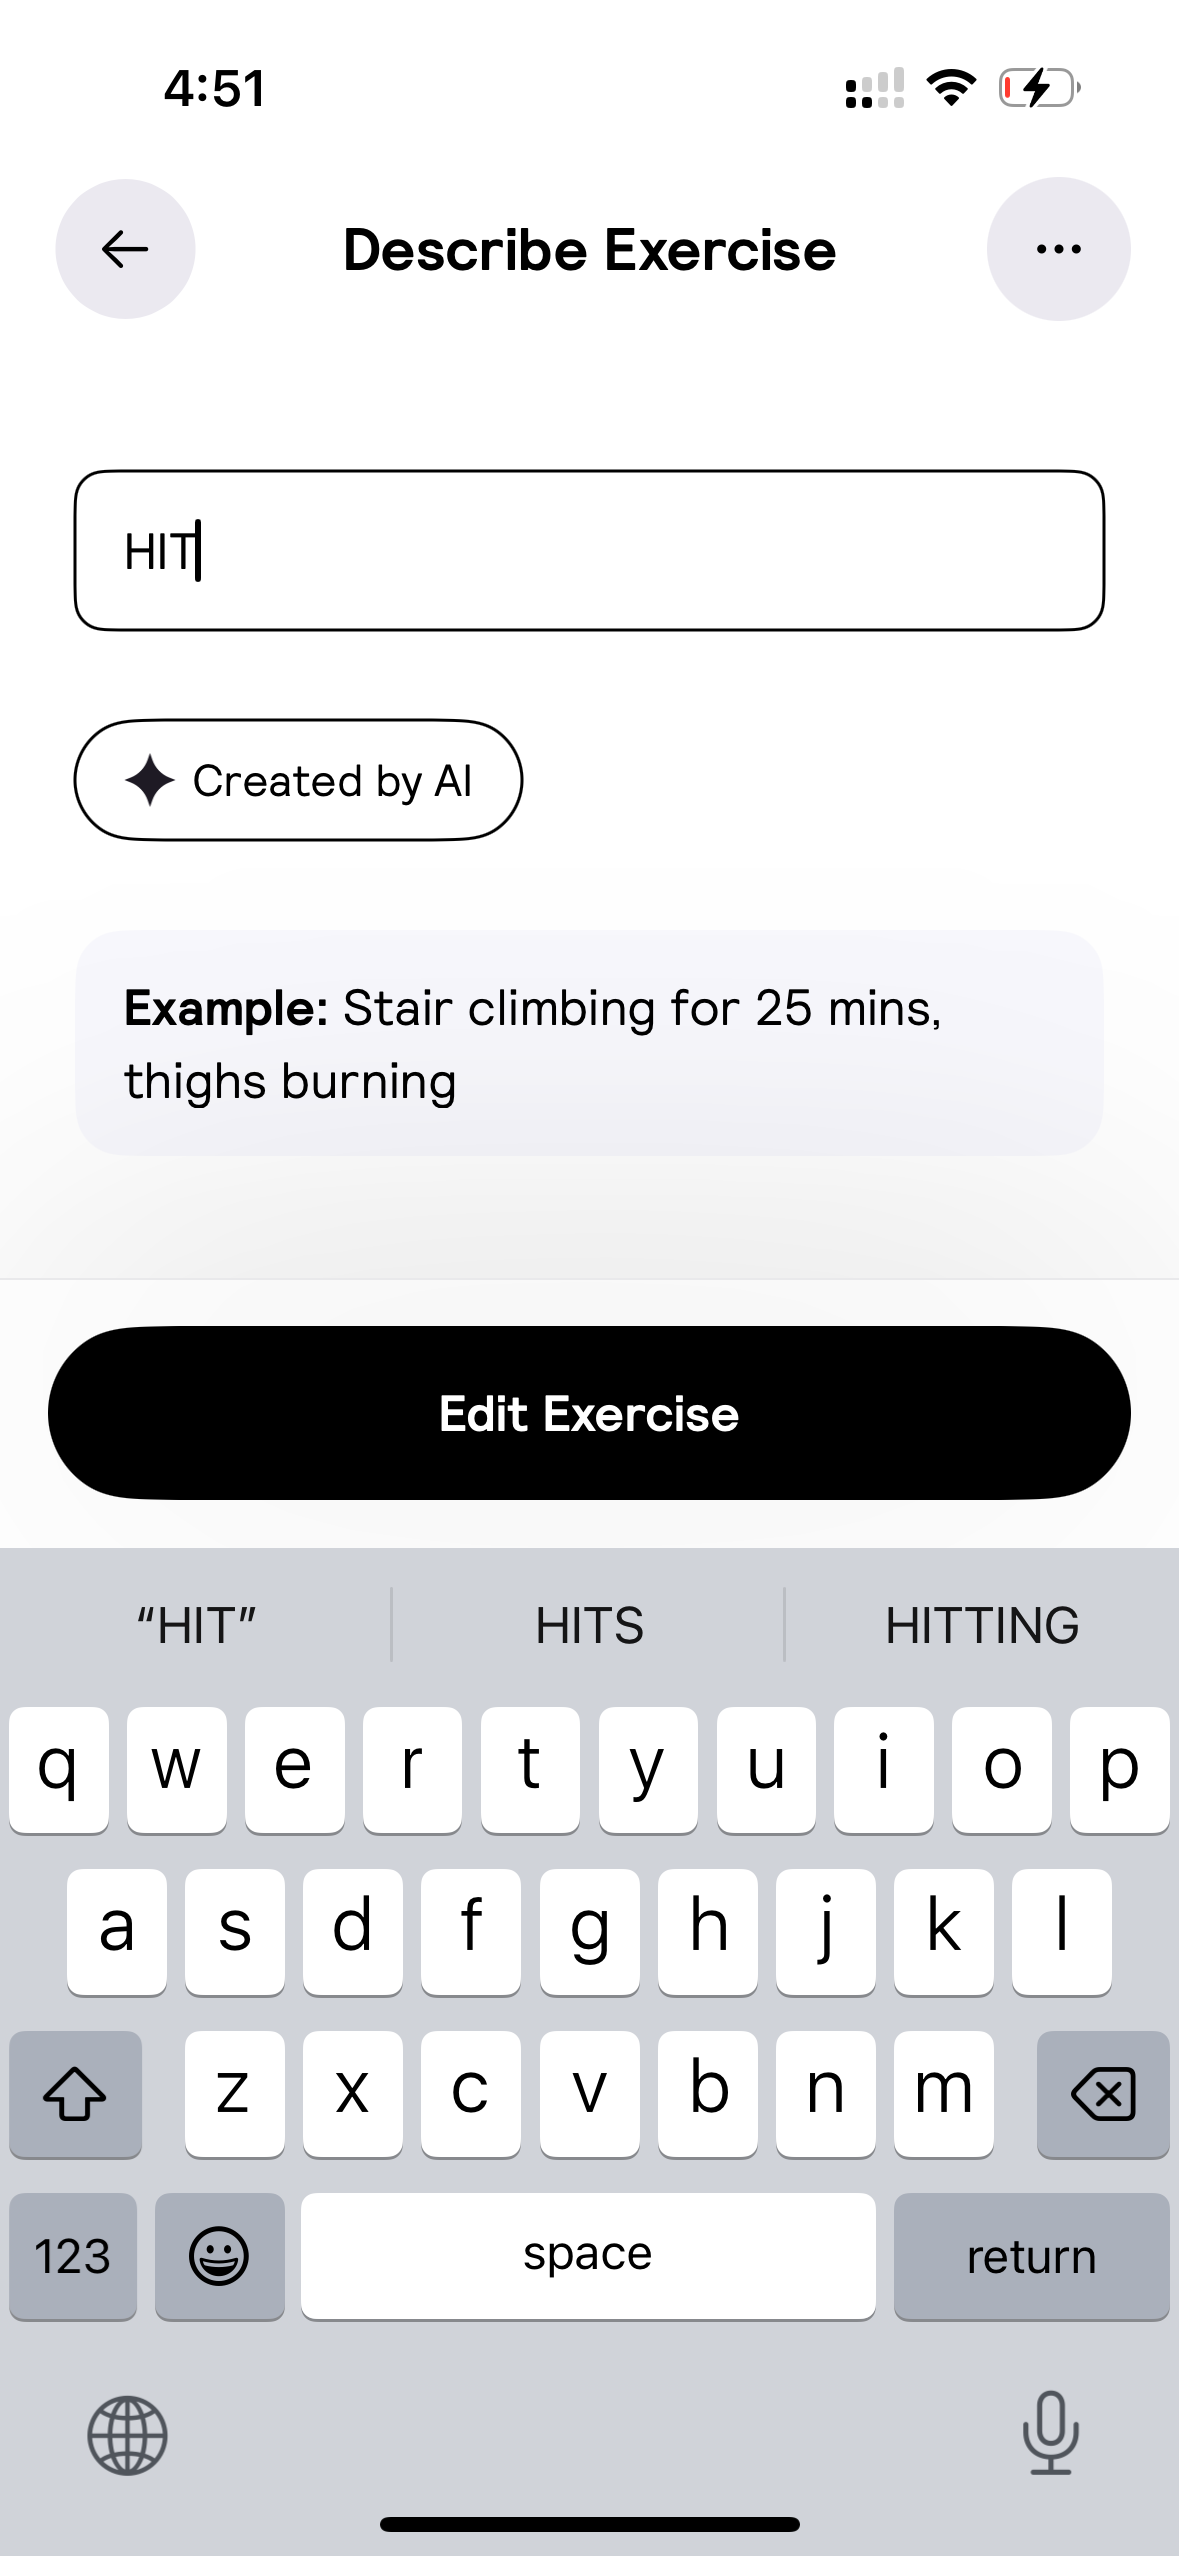 4:51
Describe Exercise
HIT
Created by AI
Example: Stair climbing for 25 mins,
thighs burning
Edit Exercise
“HIT” HITS HITTING
q w e r t y u i o p
a s d f g h j k l
z x c v b n m
123 space return